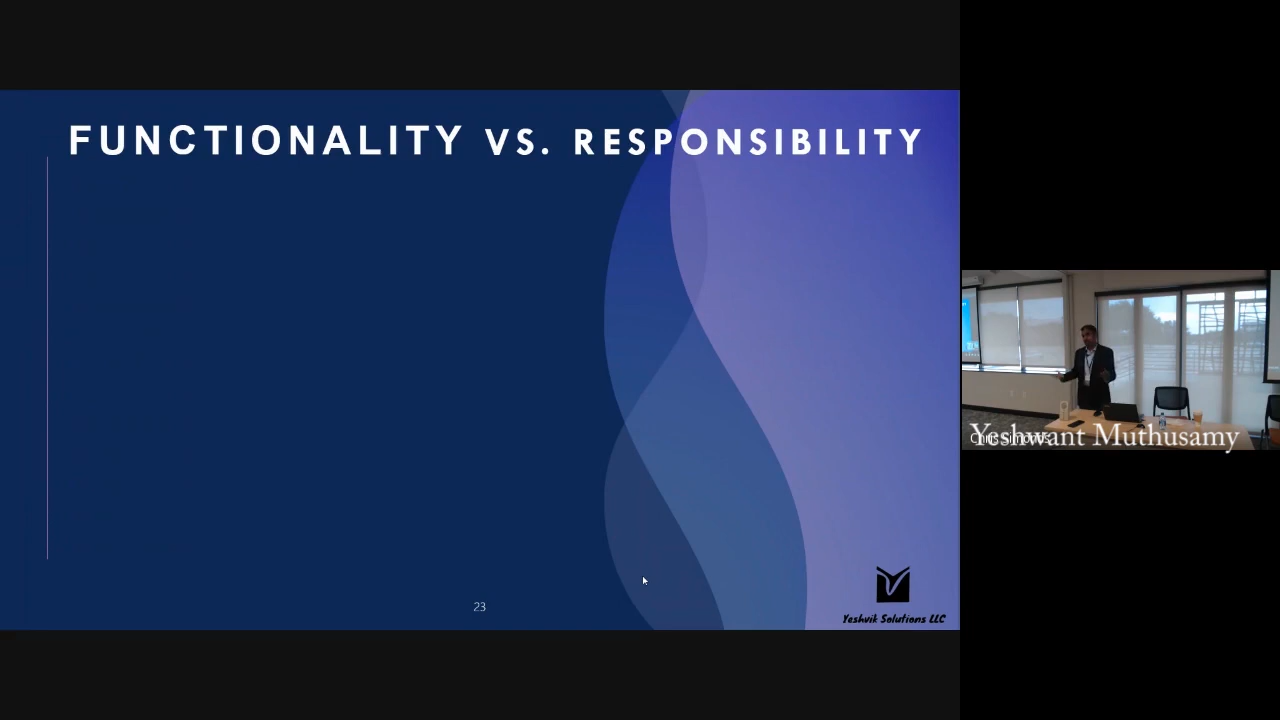 FUNCTIONALITY VS. RESPONSIBILITY
23
Yeshvik Solutions LLC
Yeshwant Muthusamy